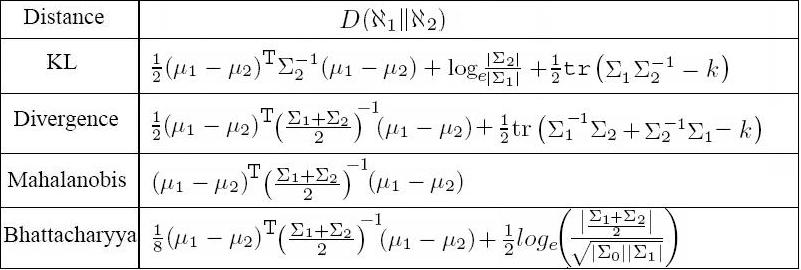 Distance D(ℵ₁‖ℵ₂)
KL ½(μ₁ − μ₂)ᵀΣ₂⁻¹(μ₁ − μ₂) + logₑ |Σ₂|/|Σ₁| + ½tr(Σ₁Σ₂⁻¹ − k)
Divergence ½(μ₁ − μ₂)ᵀ((Σ₁+Σ₂)/2)⁻¹(μ₁ − μ₂) + ½tr(Σ₁⁻¹Σ₂ + Σ₂⁻¹Σ₁ − k)
Mahalanobis (μ₁ − μ₂)ᵀ((Σ₁+Σ₂)/2)⁻¹(μ₁ − μ₂)
Bhattacharyya ⅛(μ₁ − μ₂)ᵀ((Σ₁+Σ₂)/2)⁻¹(μ₁ − μ₂) + ½logₑ(|(Σ₁+Σ₂)/2|/√(|Σ₀||Σ₁|))